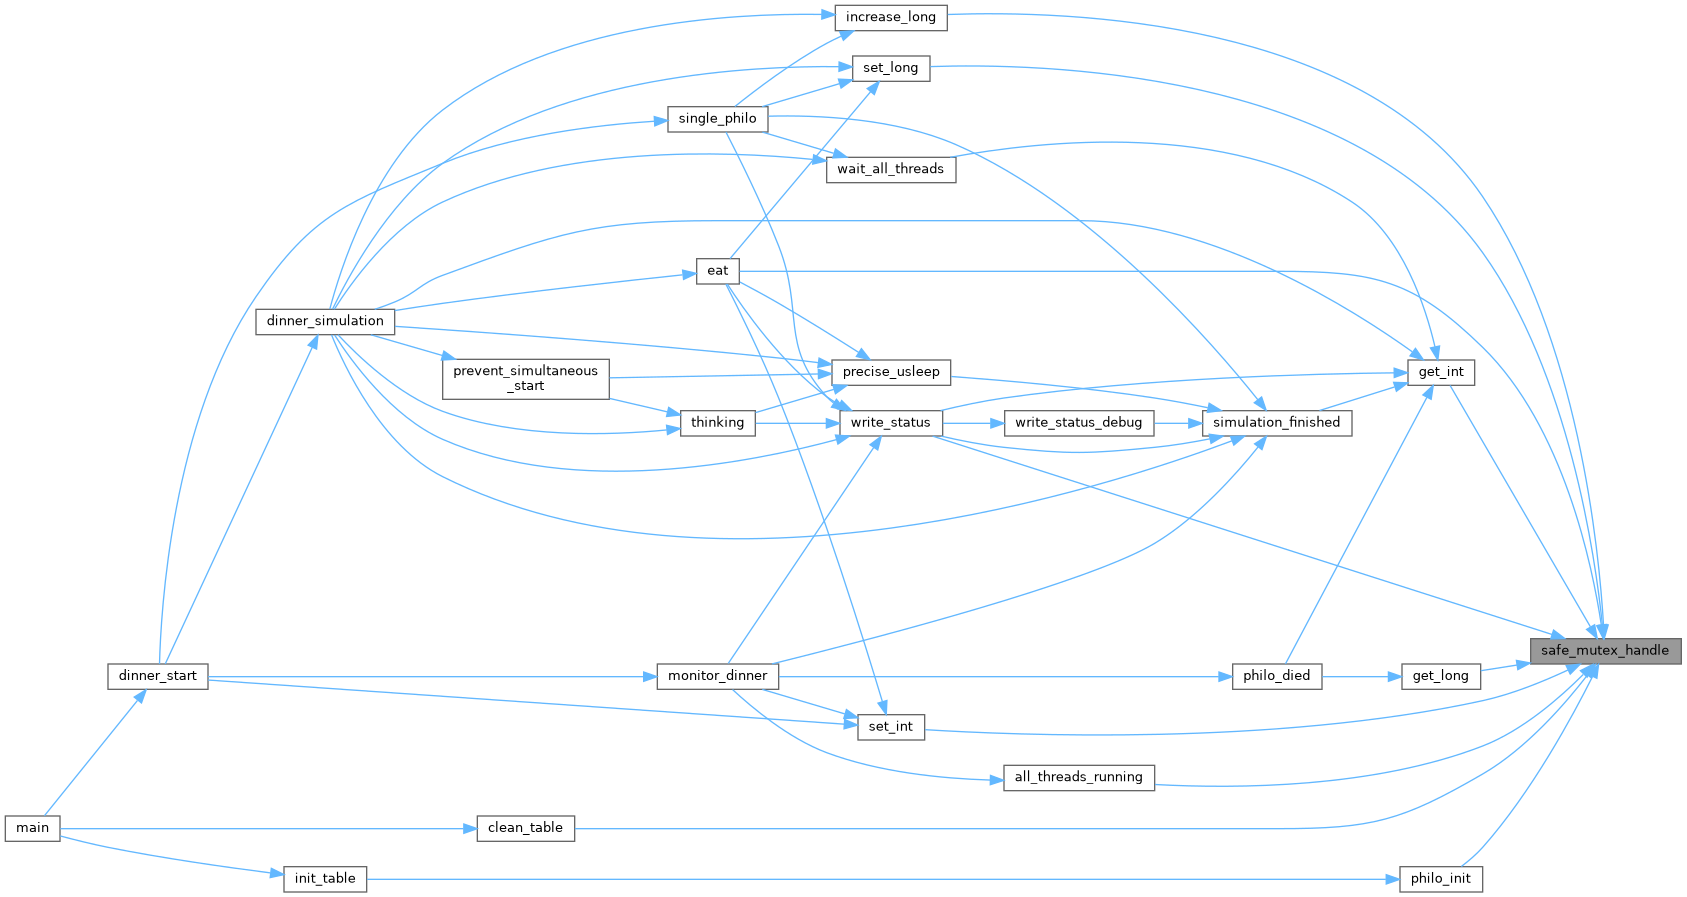 increase_long
set_long
single_philo
wait_all_threads
eat
dinner_simulation
prevent_simultaneous
_start
precise_usleep
get_int
thinking
write_status
write_status_debug
simulation_finished
safe_mutex_handle
dinner_start
monitor_dinner
philo_died
get_long
set_int
all_threads_running
main
clean_table
init_table
philo_init